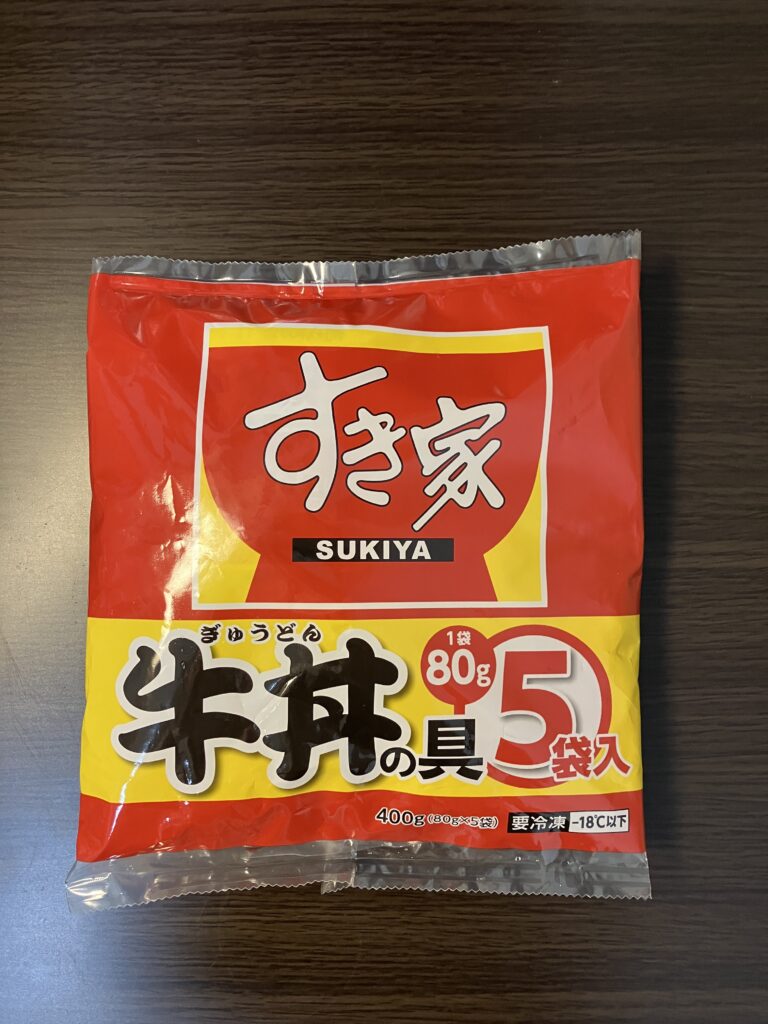 すき家
SUKIYA
ぎゅうどん
牛丼の具
1袋
80g
5袋入
400g(80g×5袋)
要冷凍 -18℃以下